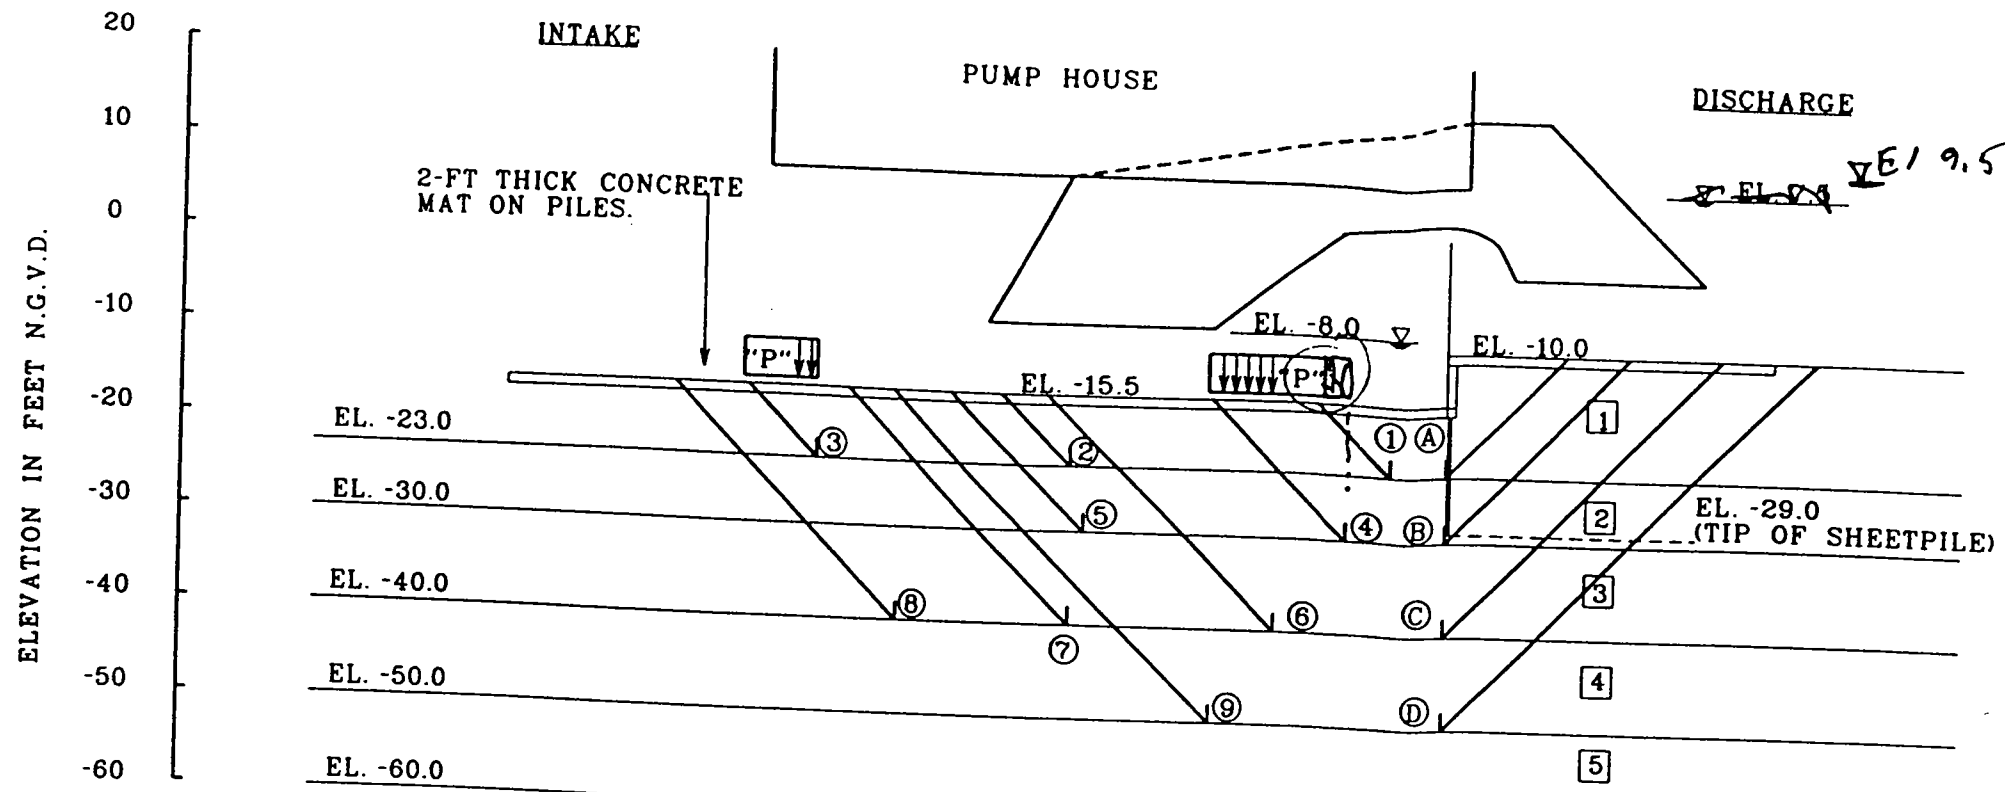 INTAKE
PUMP HOUSE
DISCHARGE
El 9.5
2-FT THICK CONCRETE
MAT ON PILES.
ELEVATION IN FEET N.G.V.D.
20
10
0
-10
-20
-30
-40
-50
-60
"P"
EL. -8.0
"P"
EL. -10.0
EL. -15.5
EL. -23.0
3
2
1
A
1
EL. -30.0
5
4
B
2
EL. -29.0
(TIP OF SHEETPILE)
EL. -40.0
8
7
6
C
3
EL. -50.0
9
D
4
EL. -60.0
5